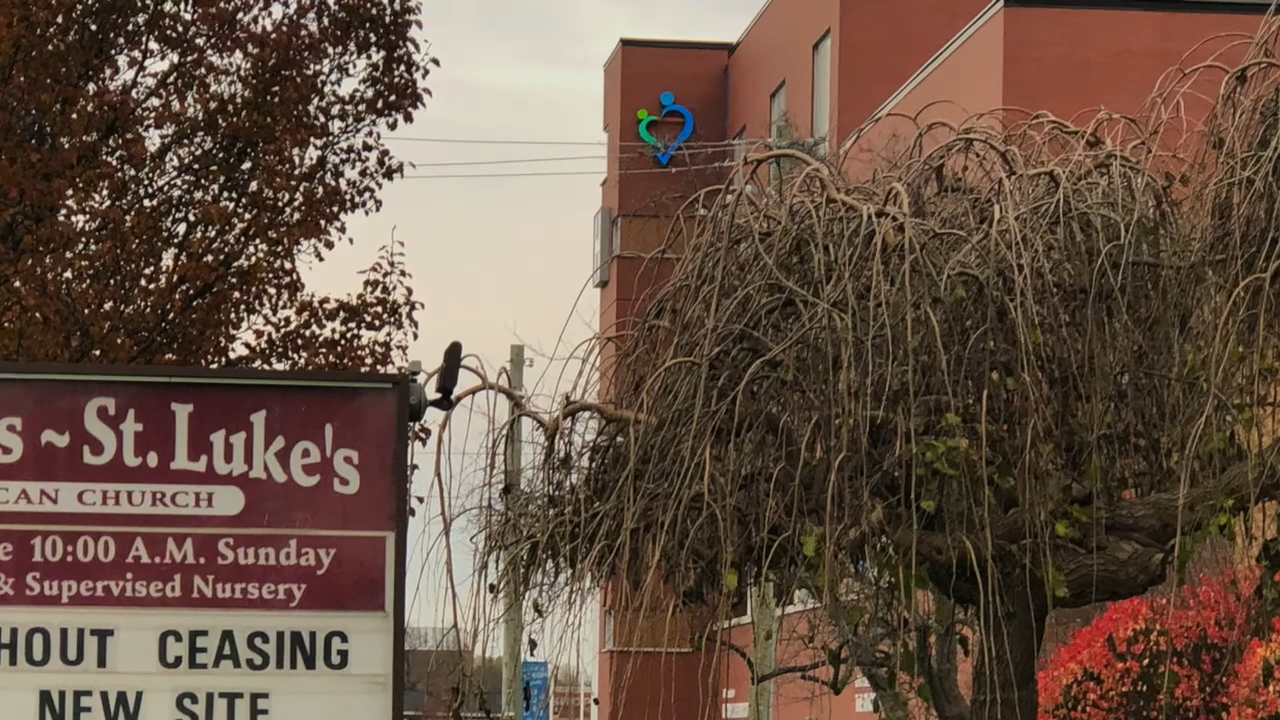 s ~ St. Luke's
CAN CHURCH
e 10:00 A.M. Sunday
& Supervised Nursery
HOUT CEASING
NEW SITE